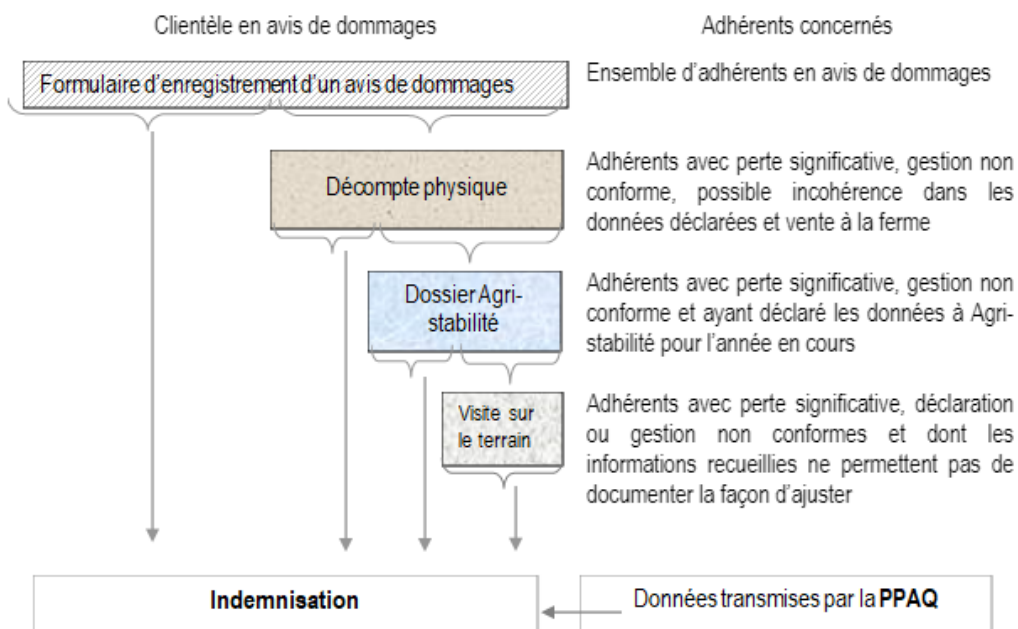 Clientèle en avis de dommages
Adhérents concernés
Formulaire d'enregistrement d'un avis de dommages
Ensemble d'adhérents en avis de dommages
Décompte physique
Adhérents avec perte significative, gestion non
conforme, possible incohérence dans les
données déclarées et vente à la ferme
Dossier Agri-
stabilité
Adhérents avec perte significative, gestion non
conforme et ayant déclaré les données à Agri-
stabilité pour l'année en cours
Visite sur
le terrain
Adhérents avec perte significative, déclaration
ou gestion non conformes et dont les
informations recueillies ne permettent pas de
documenter la façon d'ajuster
Indemnisation
Données transmises par la PPAQ